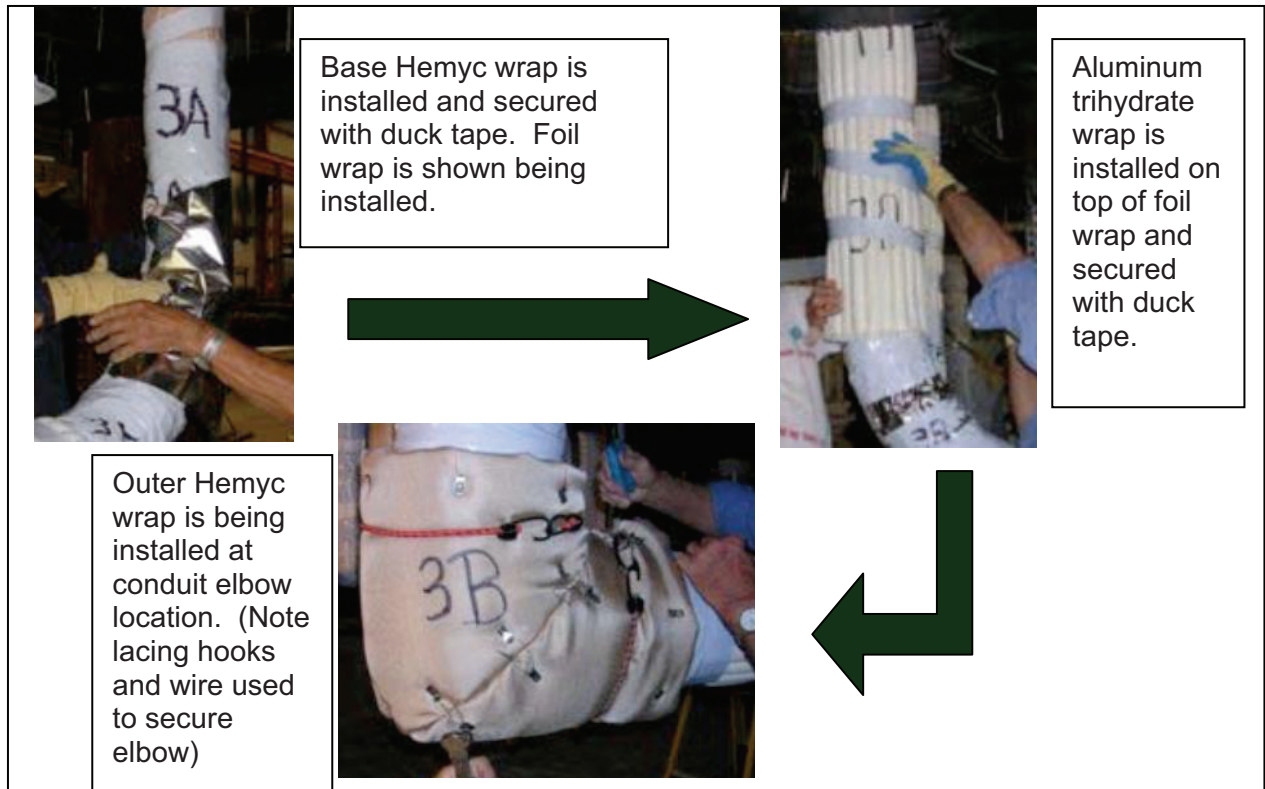 3A
Base Hemyc wrap is
installed and secured
with duck tape.  Foil
wrap is shown being
installed.
Aluminum
trihydrate
wrap is
installed on
top of foil
wrap and
secured
with duck
tape.
Outer Hemyc
wrap is being
installed at
conduit elbow
location.  (Note
lacing hooks
and wire used
to secure
elbow)
3B